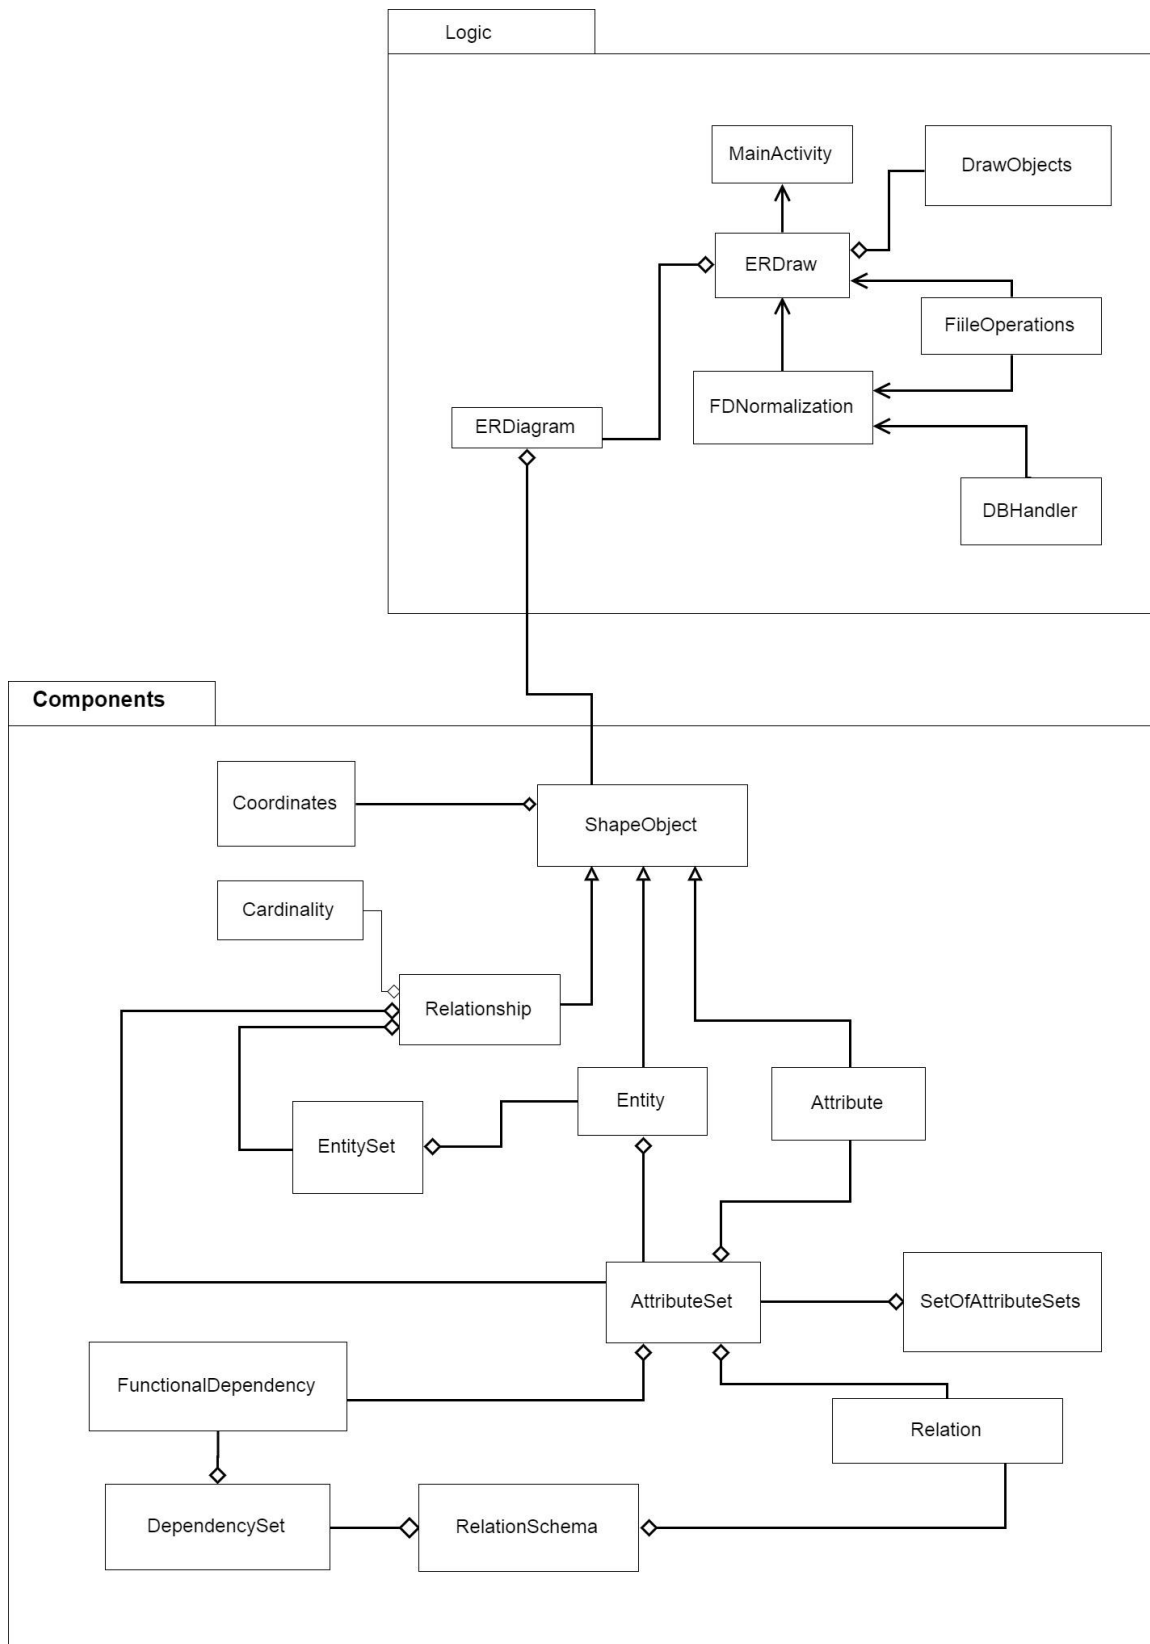 Logic
MainActivity
DrawObjects
ERDraw
FiileOperations
FDNormalization
ERDiagram
DBHandler
Components
Coordinates
ShapeObject
Cardinality
Relationship
Entity
Attribute
EntitySet
AttributeSet
SetOfAttributeSets
FunctionalDependency
Relation
DependencySet
RelationSchema